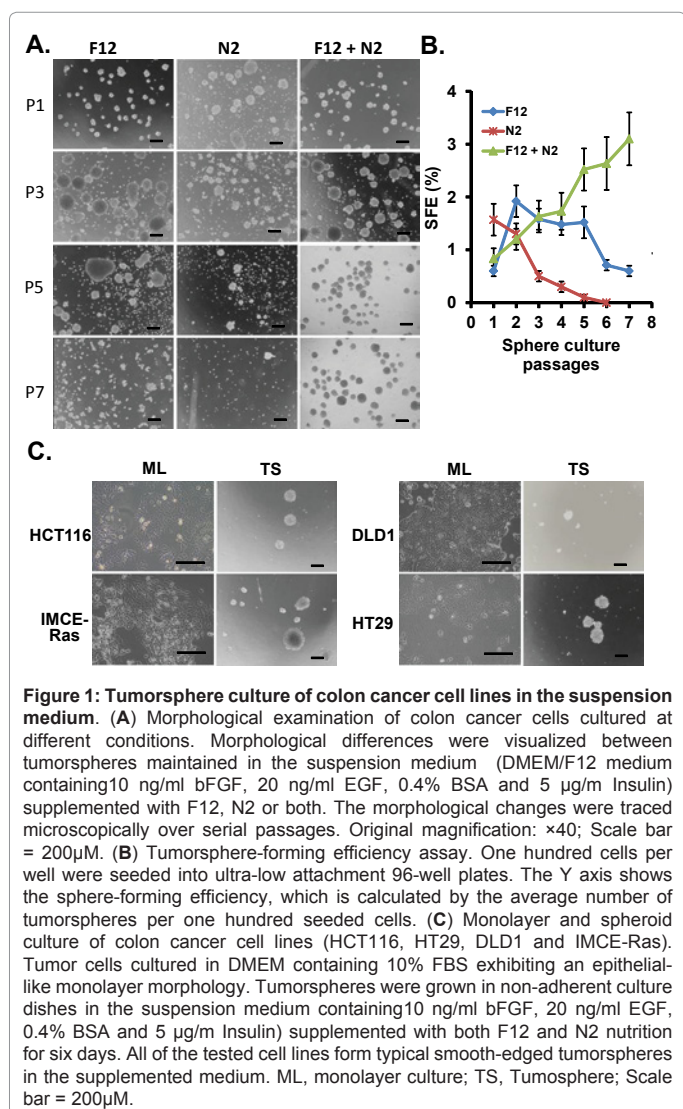 A.
F12 N2 F12 + N2
P1
P3
P5
P7
B.
F12
N2
F12 + N2
4
3
2
1
0
SFE (%)
0 1 2 3 4 5 6 7 8
Sphere culture
passages
C.
ML TS ML TS
HCT116 DLD1
IMCE-
Ras
HT29
Figure 1: Tumorsphere culture of colon cancer cell lines in the suspension
medium. (A) Morphological examination of colon cancer cells cultured at
different conditions. Morphological differences were visualized between
tumorspheres maintained in the suspension medium (DMEM/F12 medium
containing10 ng/ml bFGF, 20 ng/ml EGF, 0.4% BSA and 5 µg/m Insulin)
supplemented with F12, N2 or both. The morphological changes were traced
microscopically over serial passages. Original magnification: ×40; Scale bar
= 200µM. (B) Tumorsphere-forming efficiency assay. One hundred cells per
well were seeded into ultra-low attachment 96-well plates. The Y axis shows
the sphere-forming efficiency, which is calculated by the average number of
tumorspheres per one hundred seeded cells. (C) Monolayer and spheroid
culture of colon cancer cell lines (HCT116, HT29, DLD1 and IMCE-Ras).
Tumor cells cultured in DMEM containing 10% FBS exhibiting an epithelial-
like monolayer morphology. Tumorspheres were grown in non-adherent culture
dishes in the suspension medium containing10 ng/ml bFGF, 20 ng/ml EGF,
0.4% BSA and 5 µg/m Insulin) supplemented with both F12 and N2 nutrition
for six days. All of the tested cell lines form typical smooth-edged tumorspheres
in the supplemented medium. ML, monolayer culture; TS, Tumosphere; Scale
bar = 200µM.